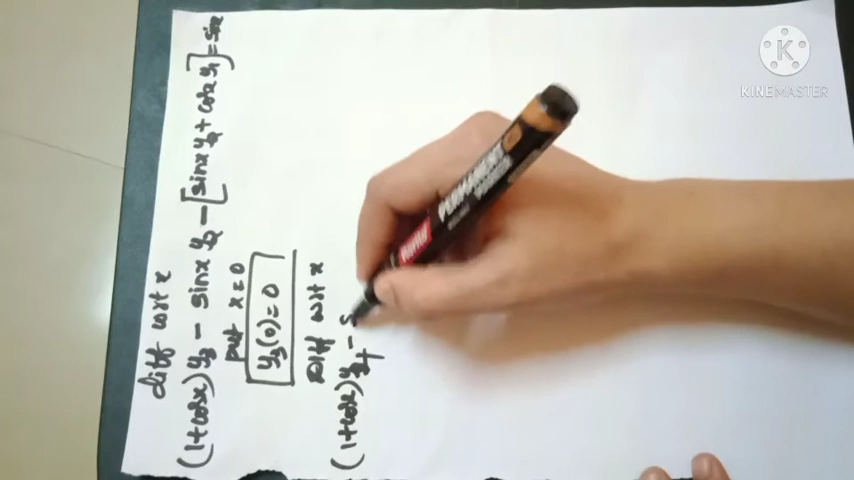 diff wrt x
(1+cosx)y₃ - sinx y₂ - [sinx y₂ + cosx y₁] = sinx
put x=0
y₃(0)=0
Diff wrt x
(1+cosx)y₄ - s
KINEMASTER
PERMANENT